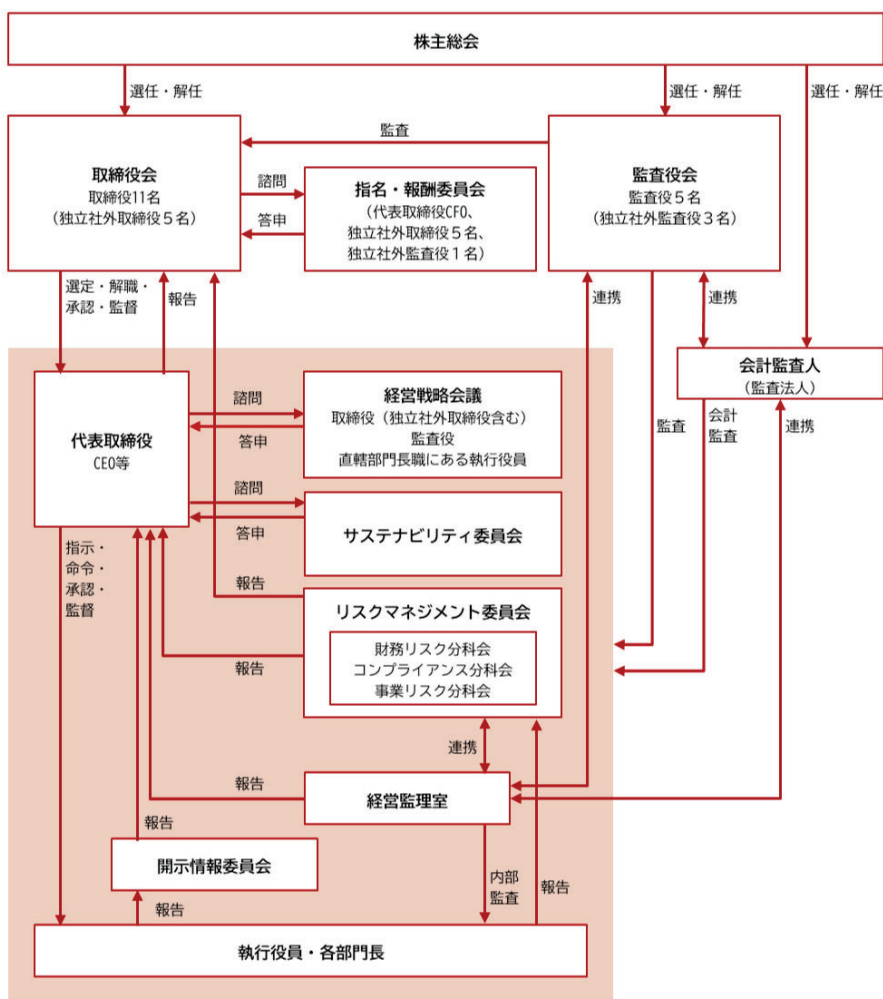 株主総会
選任・解任
選任・解任
選任・解任
取締役会
取締役11名
（独立社外取締役５名）
監査
諮問
答申
指名・報酬委員会
（代表取締役CFO、
独立社外取締役５名、
独立社外監査役１名）
監査役会
監査役５名
（独立社外監査役３名）
選定・解職・
承認・監督
報告
連携
連携
会計監査人
（監査法人）
代表取締役
CEO等
諮問
答申
経営戦略会議
取締役（独立社外取締役含む）
監査役
直轄部門長職にある執行役員
監査
会計
監査
連携
諮問
答申
サステナビリティ委員会
指示・
命令・
承認・
監督
報告
リスクマネジメント委員会
財務リスク分科会
コンプライアンス分科会
事業リスク分科会
報告
連携
報告
経営監理室
報告
開示情報委員会
内部
監査
報告
報告
執行役員・各部門長